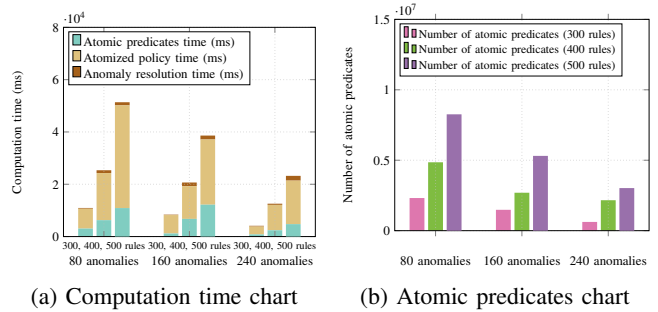 ·10⁴
8
6
4
2
0
Computation time (ms)
Atomic predicates time (ms)
Atomized policy time (ms)
Anomaly resolution time (ms)
300, 400, 500 rules 300, 400, 500 rules 300, 400, 500 rules
80 anomalies 160 anomalies 240 anomalies
(a) Computation time chart
·10⁷
1.5
1
0.5
0
Number of atomic predicates
Number of atomic predicates (300 rules)
Number of atomic predicates (400 rules)
Number of atomic predicates (500 rules)
80 anomalies 160 anomalies 240 anomalies
(b) Atomic predicates chart